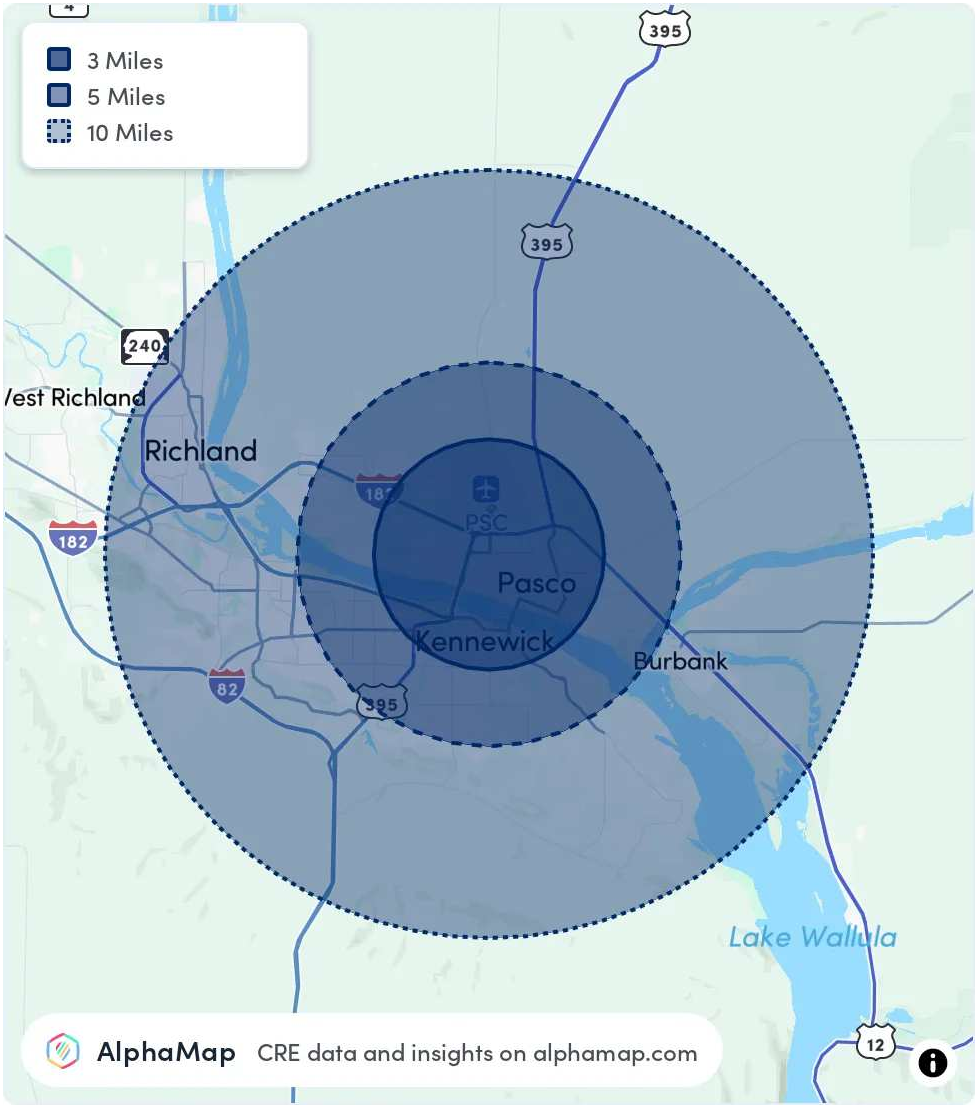 4
395
3 Miles
5 Miles
10 Miles
395
240
West Richland
Richland
182
PSC
182
Pasco
Kennewick
Burbank
82
395
Lake Wallula
12
AlphaMap CRE data and insights on alphamap.com